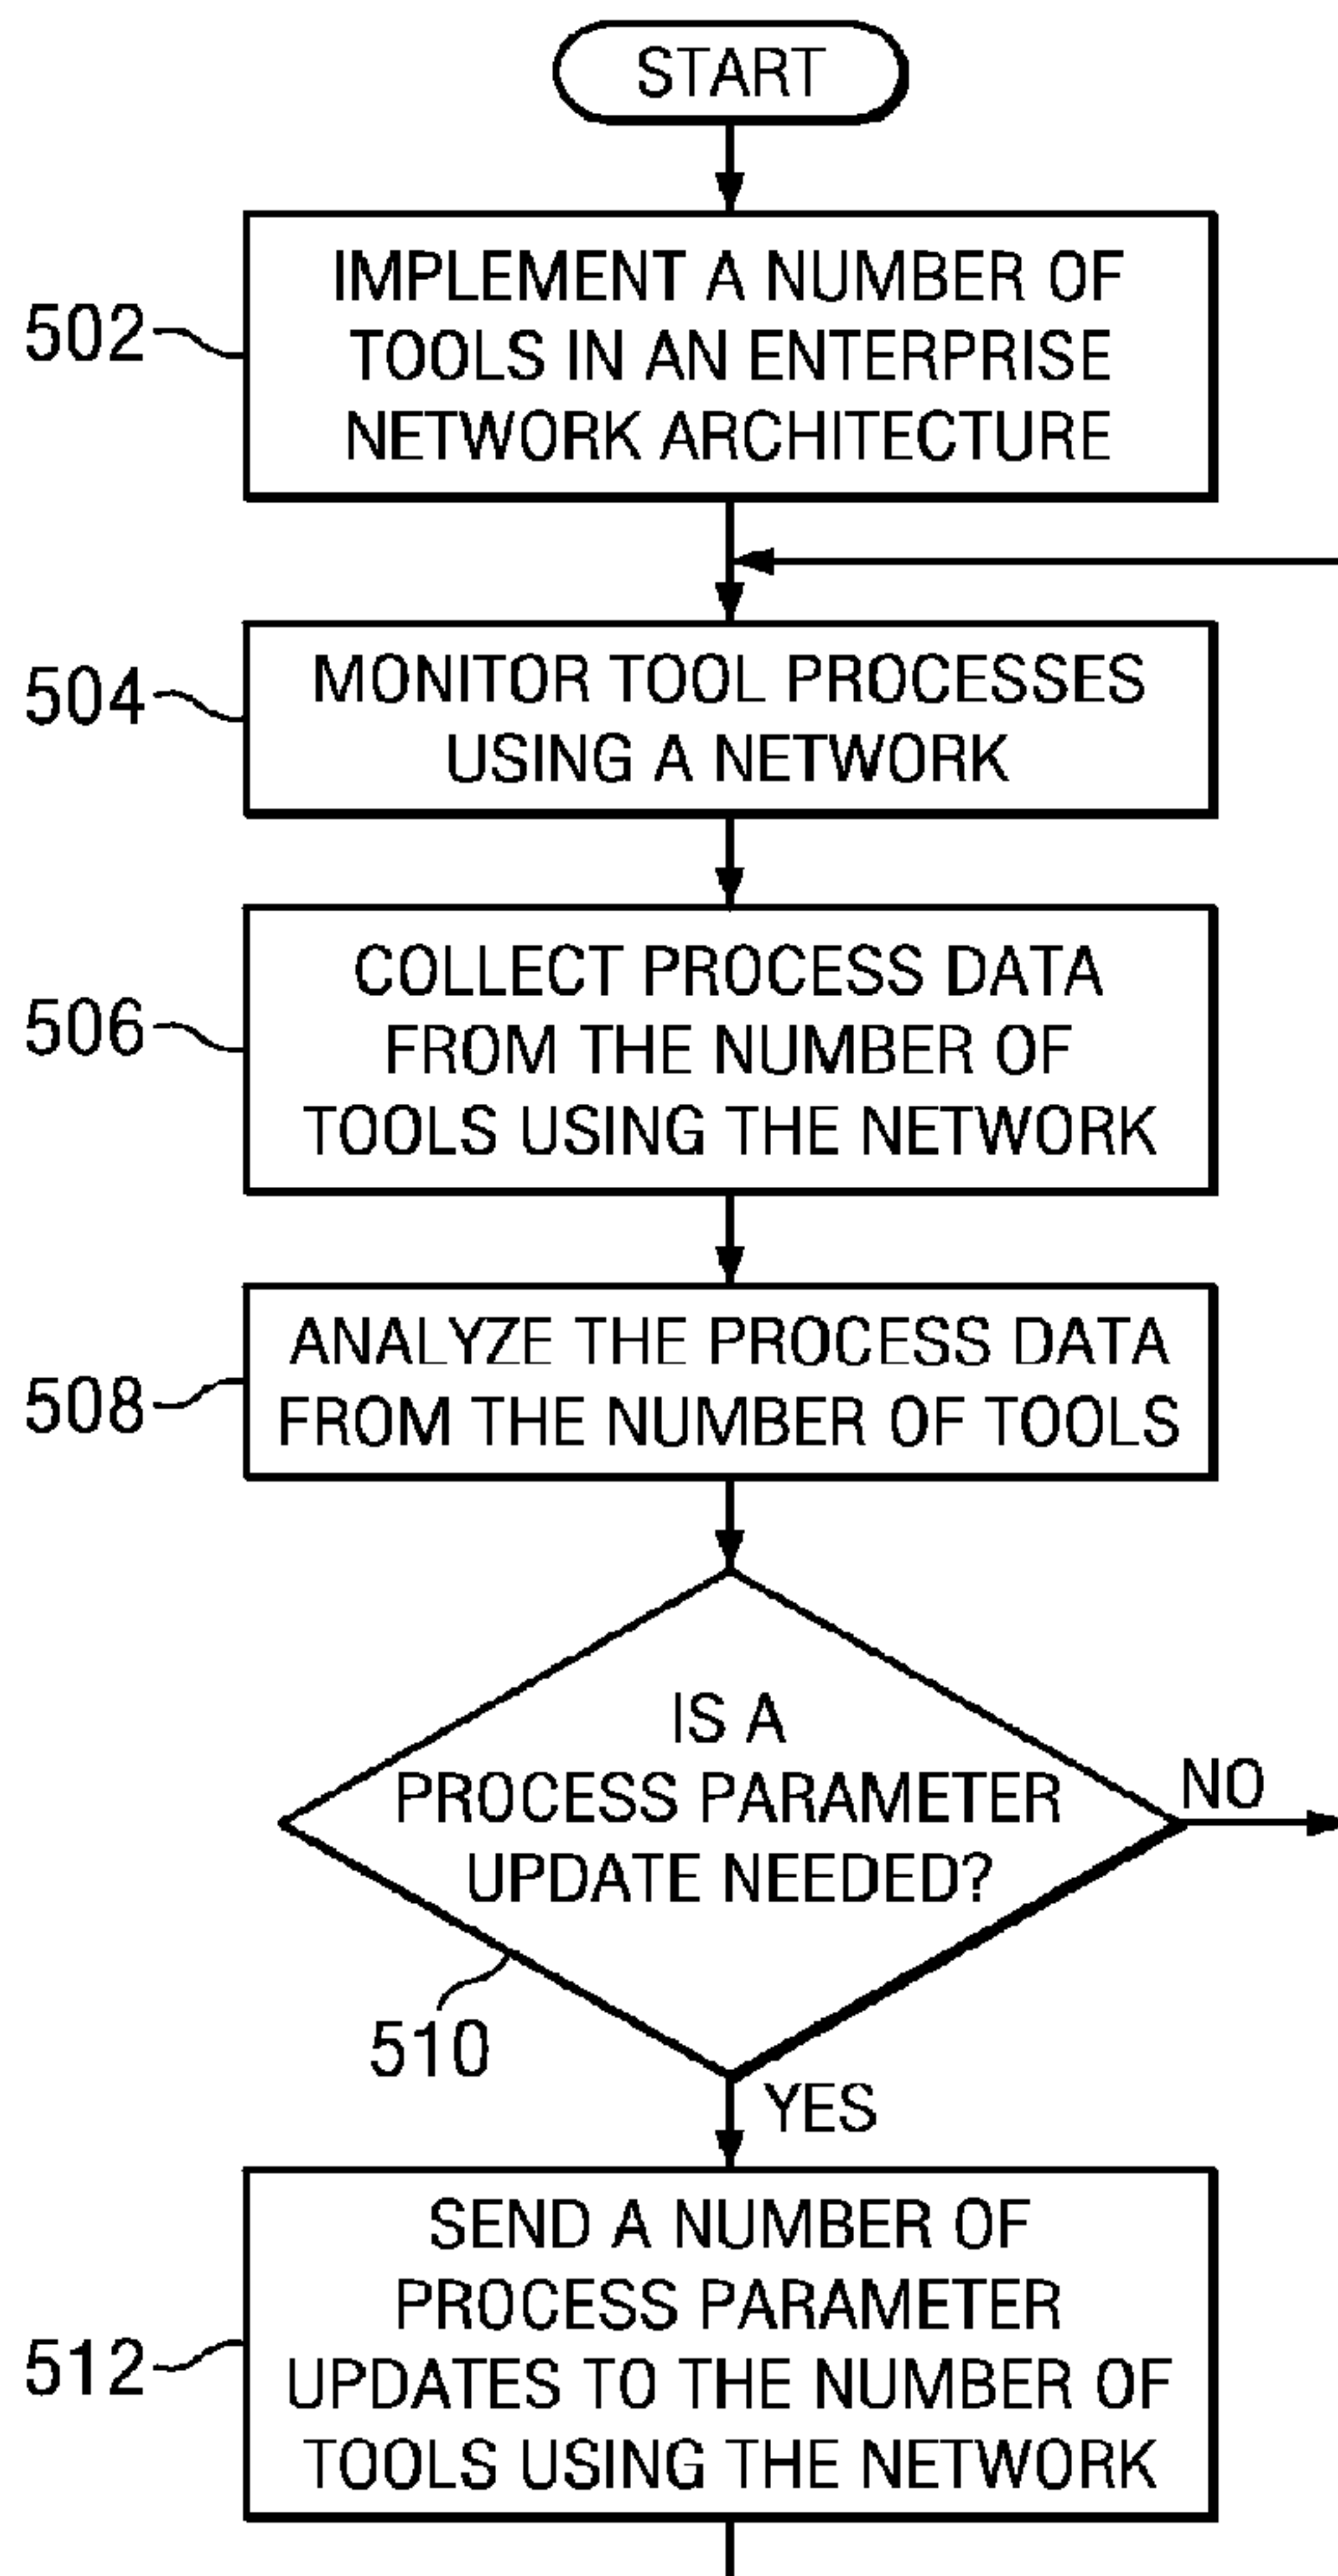 START
502
IMPLEMENT A NUMBER OF
TOOLS IN AN ENTERPRISE
NETWORK ARCHITECTURE
504
MONITOR TOOL PROCESSES
USING A NETWORK
506
COLLECT PROCESS DATA
FROM THE NUMBER OF
TOOLS USING THE NETWORK
508
ANALYZE THE PROCESS DATA
FROM THE NUMBER OF TOOLS
IS A
PROCESS PARAMETER
UPDATE NEEDED?
NO
510
YES
512
SEND A NUMBER OF
PROCESS PARAMETER
UPDATES TO THE NUMBER OF
TOOLS USING THE NETWORK